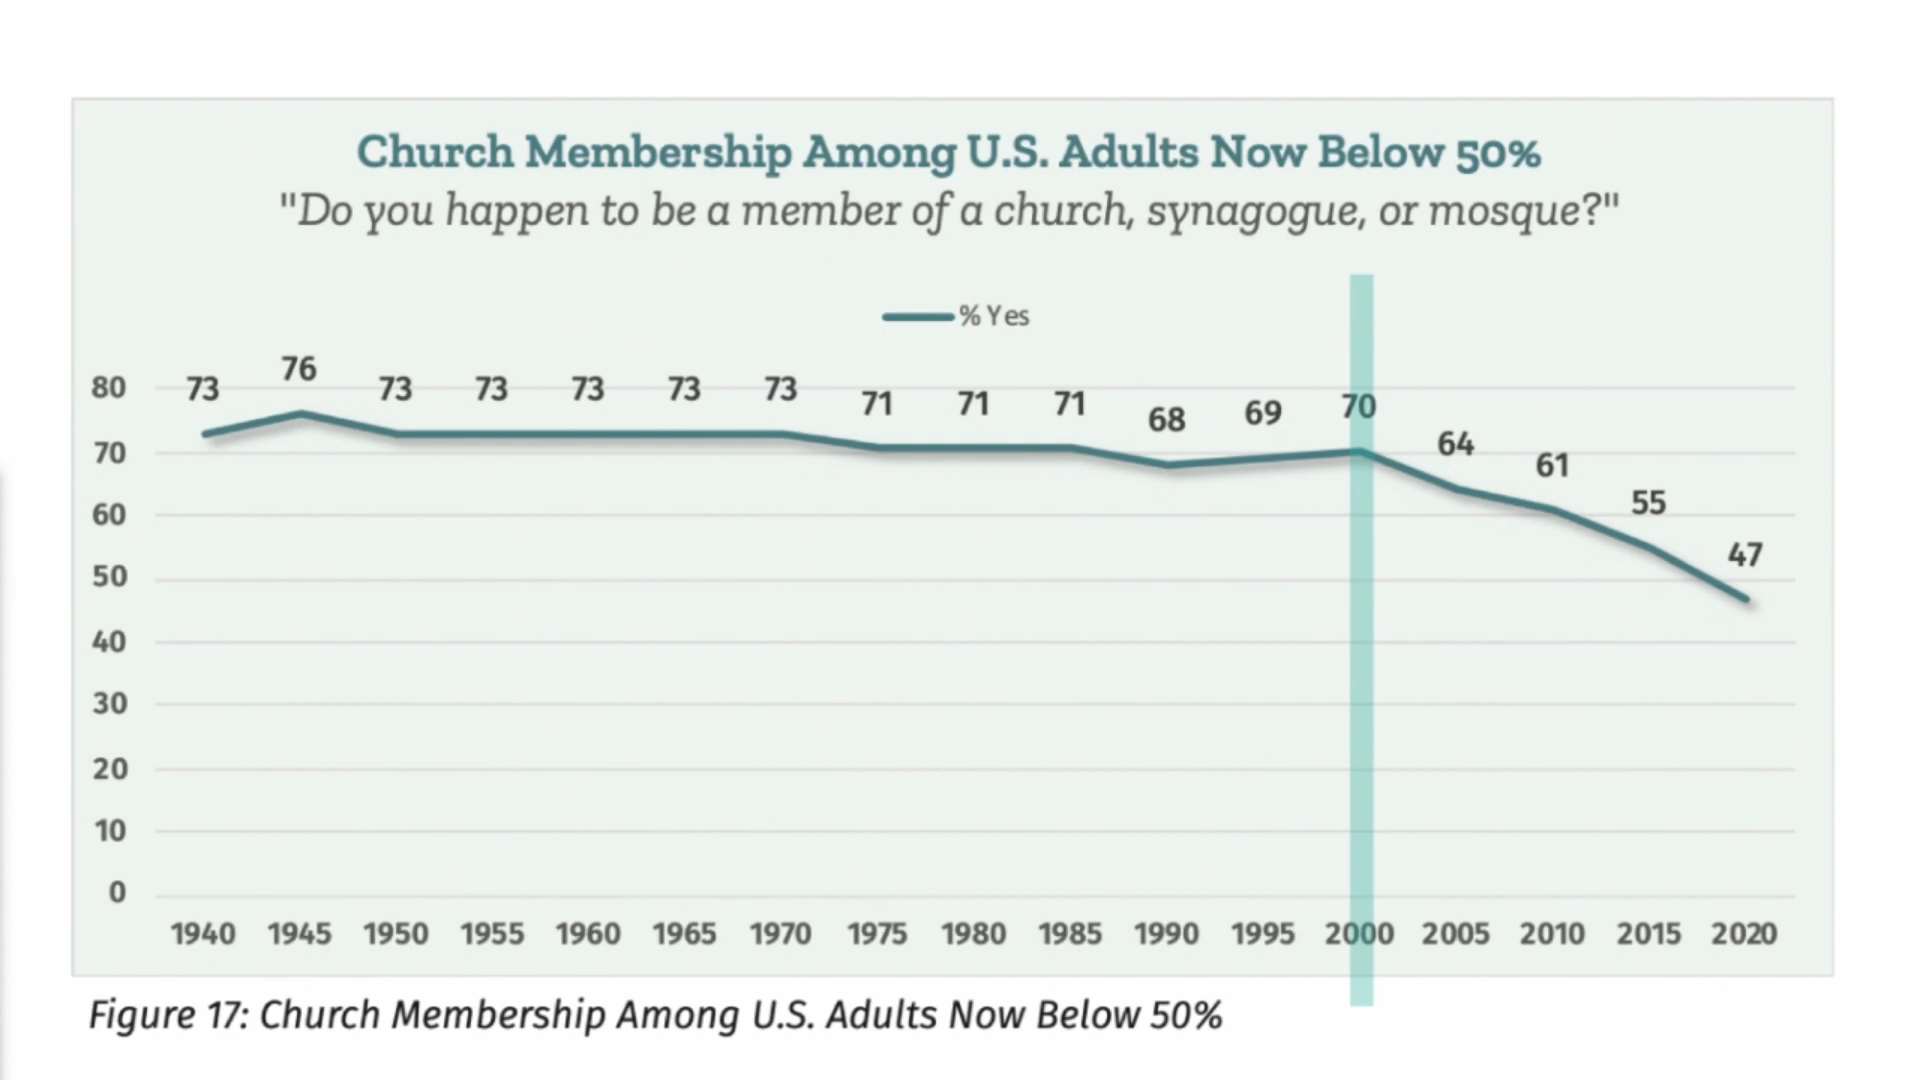 Church Membership Among U.S. Adults Now Below 50%
"Do you happen to be a member of a church, synagogue, or mosque?"
% Yes
73 76 73 73 73 73 73 71 71 71 68 69 70 64 61 55 47
80
70
60
50
40
30
20
10
0
1940 1945 1950 1955 1960 1965 1970 1975 1980 1985 1990 1995 2000 2005 2010 2015 2020
Figure 17: Church Membership Among U.S. Adults Now Below 50%